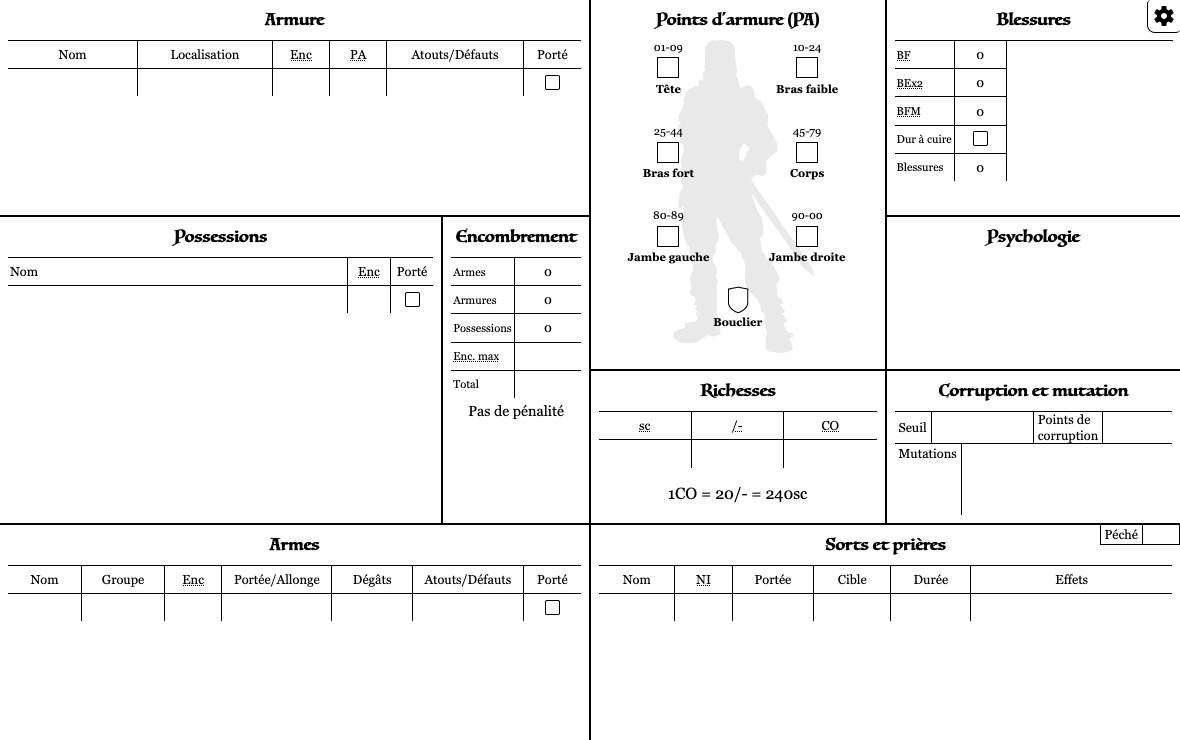 Armure
Nom Localisation Enc PA Atouts/Défauts Porté
Possessions
Nom Enc Porté
Encombrement
Armes 0
Armures 0
Possessions 0
Enc. max
Total
Pas de pénalité
Points d'armure (PA)
01-09 10-24
Tête Bras faible
25-44 45-79
Bras fort Corps
80-89 90-00
Jambe gauche Jambe droite
Bouclier
Blessures
BF 0
BEx2 0
BFM 0
Dur à cuire
Blessures 0
Psychologie
Richesses
sc /- CO
1CO = 20/- = 240sc
Corruption et mutation
Seuil Points de
corruption
Mutations
Armes
Nom Groupe Enc Portée/Allonge Dégâts Atouts/Défauts Porté
Péché
Sorts et prières
Nom NI Portée Cible Durée Effets